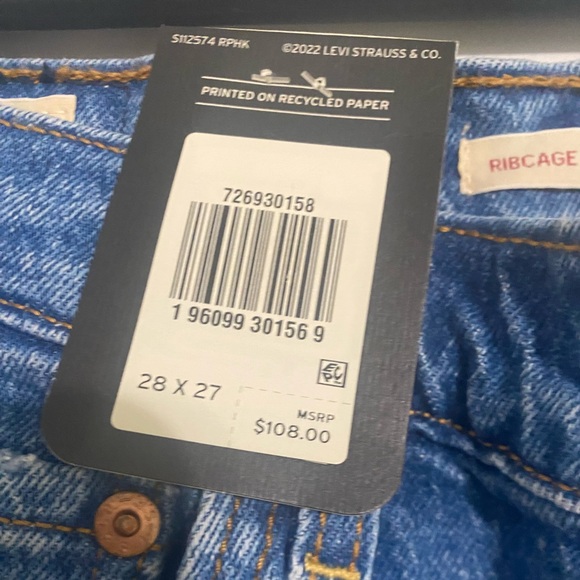 S112574 RPHK ©2022 LEVI STRAUSS & CO.
PRINTED ON RECYCLED PAPER
726930158
1 96099 30156 9
28 X 27
MSRP
$108.00
RIBCAGE